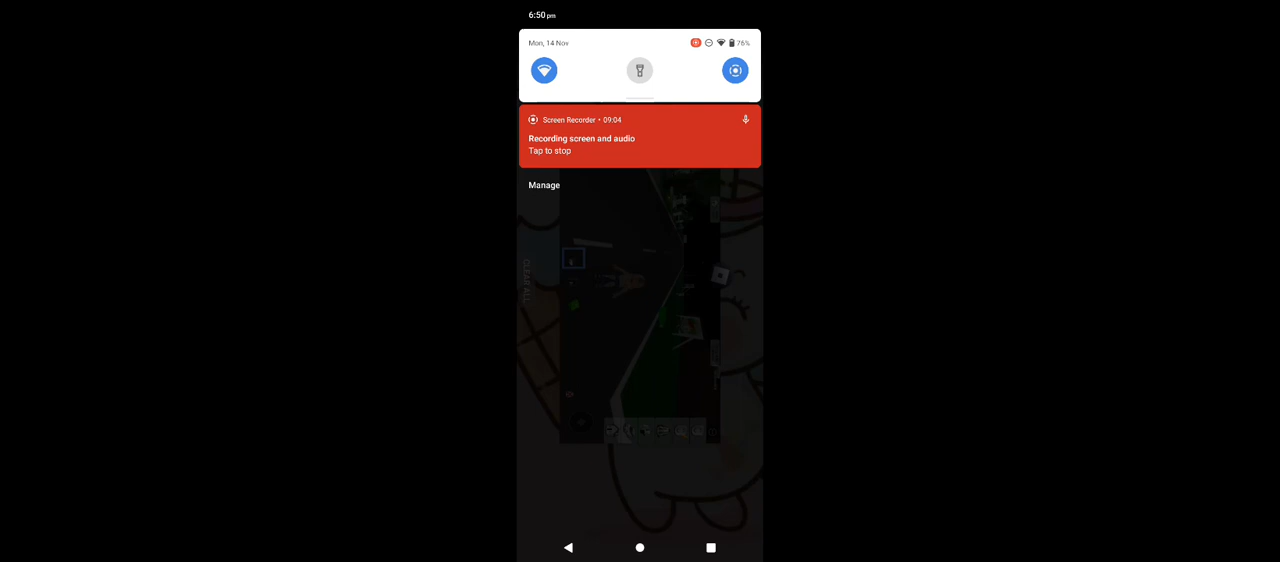 6:50 pm
Mon, 14 Nov
76%
Screen Recorder • 09:04
Recording screen and audio
Tap to stop
Manage
CLEAR ALL